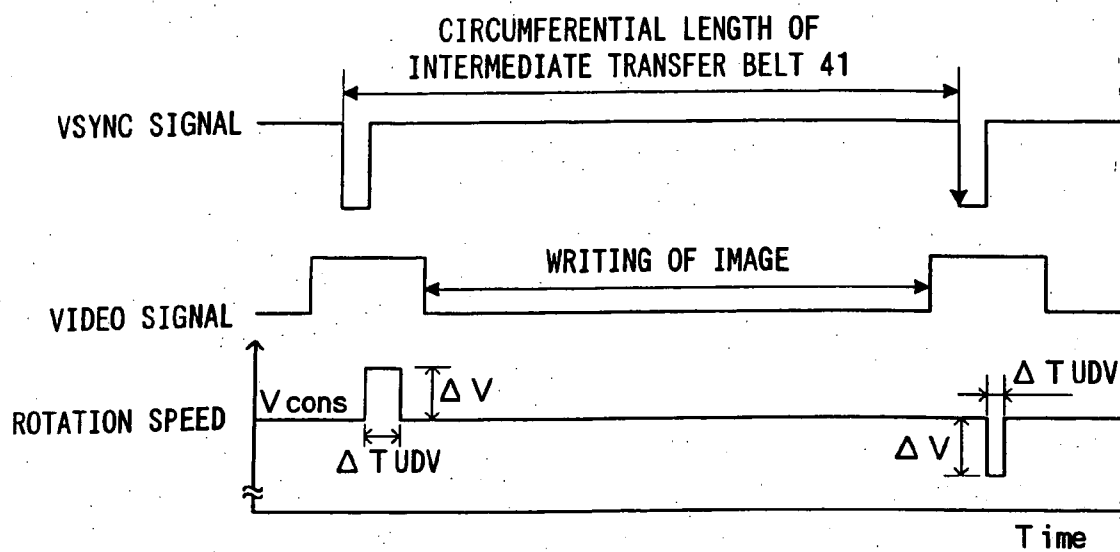 CIRCUMFERENTIAL LENGTH OF
INTERMEDIATE TRANSFER BELT 41
VSYNC SIGNAL
WRITING OF IMAGE
VIDEO SIGNAL
Δ T UDV
V cons
Δ V
ROTATION SPEED
Δ V
Δ T UDV
Time